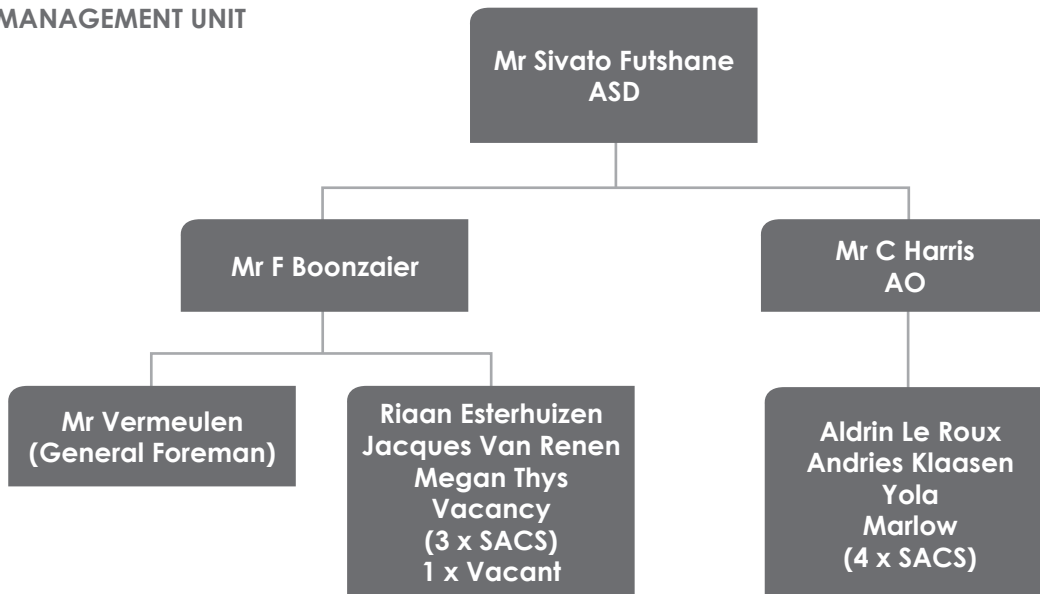 MANAGEMENT UNIT
Mr Sivato Futshane
ASD
Mr F Boonzaier
Mr C Harris
AO
Mr Vermeulen
(General Foreman)
Riaan Esterhuizen
Jacques Van Renen
Megan Thys
Vacancy
(3 x SACS)
1 x Vacant
Aldrin Le Roux
Andries Klaasen
Yola
Marlow
(4 x SACS)